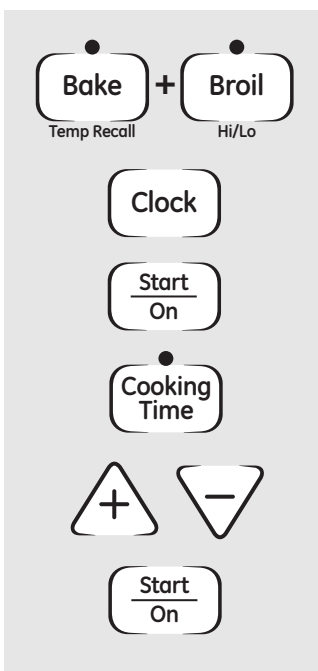 Bake + Broil
Temp Recall Hi/Lo
Clock
Start
On
Cooking
Time
+ −
Start
On